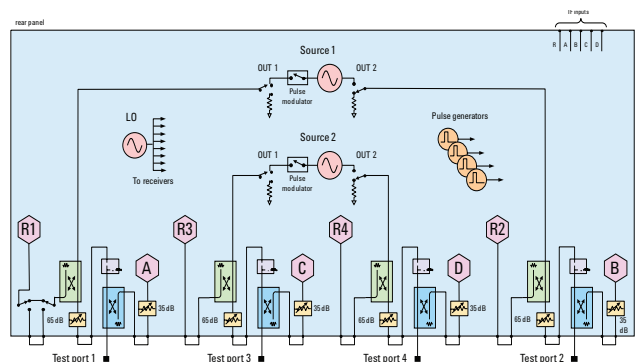 IF inputs
rear panel
R A B C D
Source 1
OUT 1
OUT 2
Pulse
modulator
LO
To receivers
Source 2
OUT 1
OUT 2
Pulse
modulator
Pulse generators
R1
A
R3
C
R4
D
R2
B
65 dB
35 dB
65 dB
35 dB
65 dB
35 dB
65 dB
35
dB
Test port 1
Test port 3
Test port 4
Test port 2